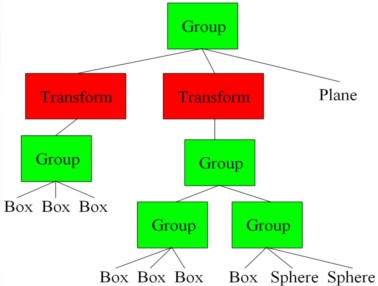 Group
Transform Transform Plane
Group Group
Box Box Box Group Group
Box Box Box Box Sphere Sphere